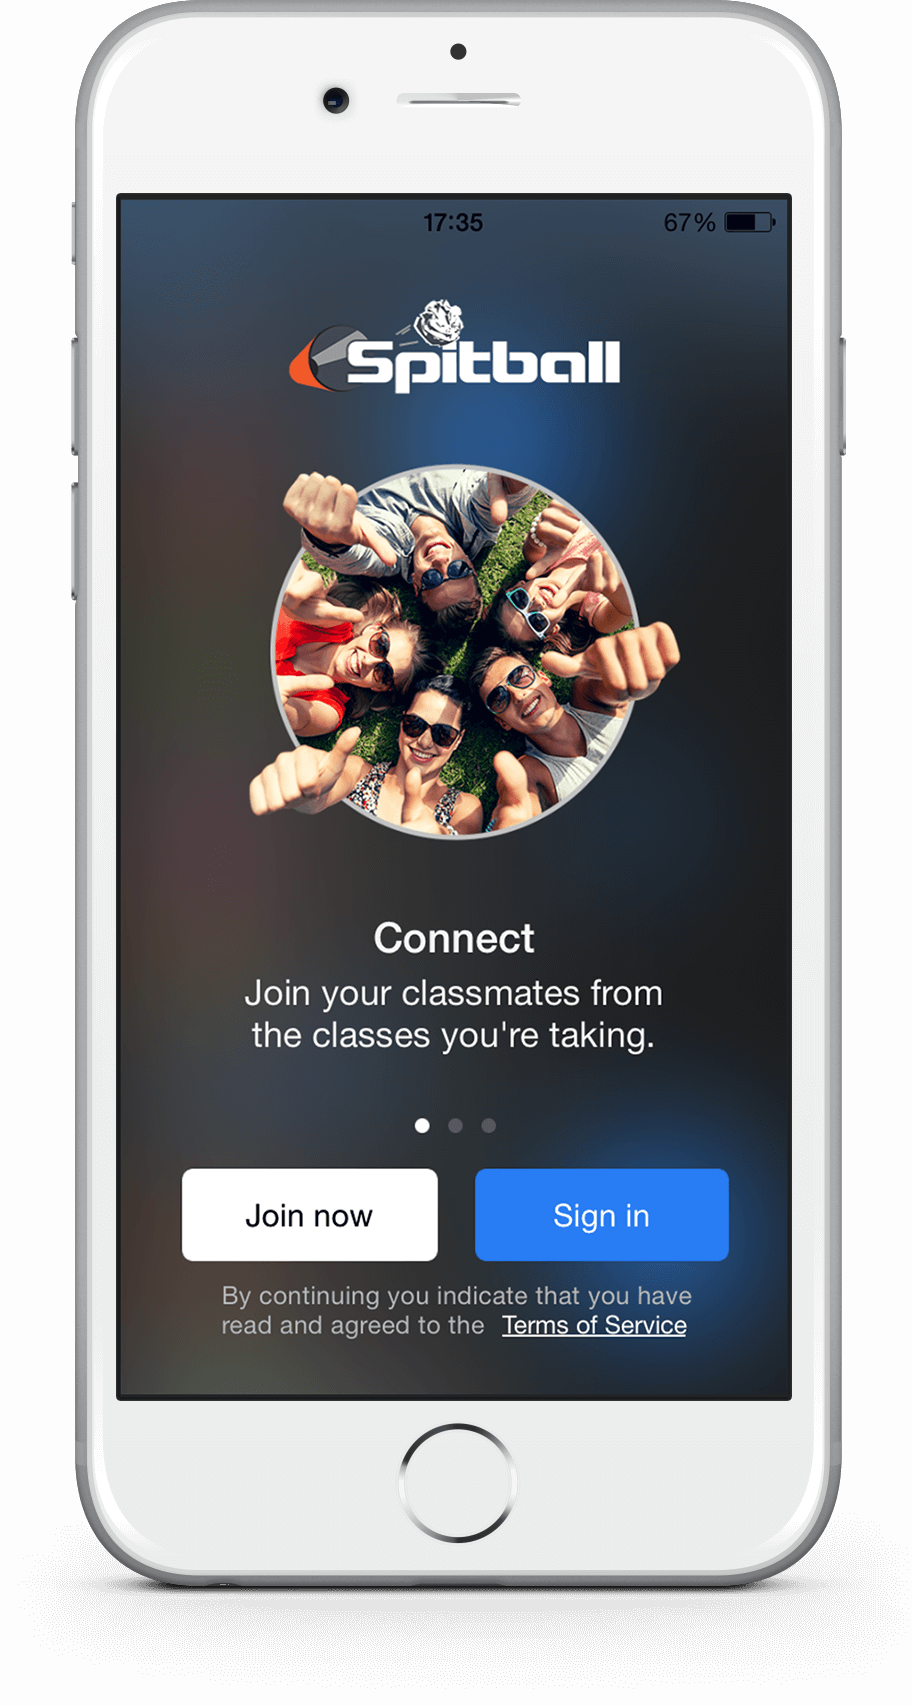 17:35 67%
Spitball
Connect
Join your classmates from
the classes you're taking.
Join now Sign in
By continuing you indicate that you have
read and agreed to the Terms of Service